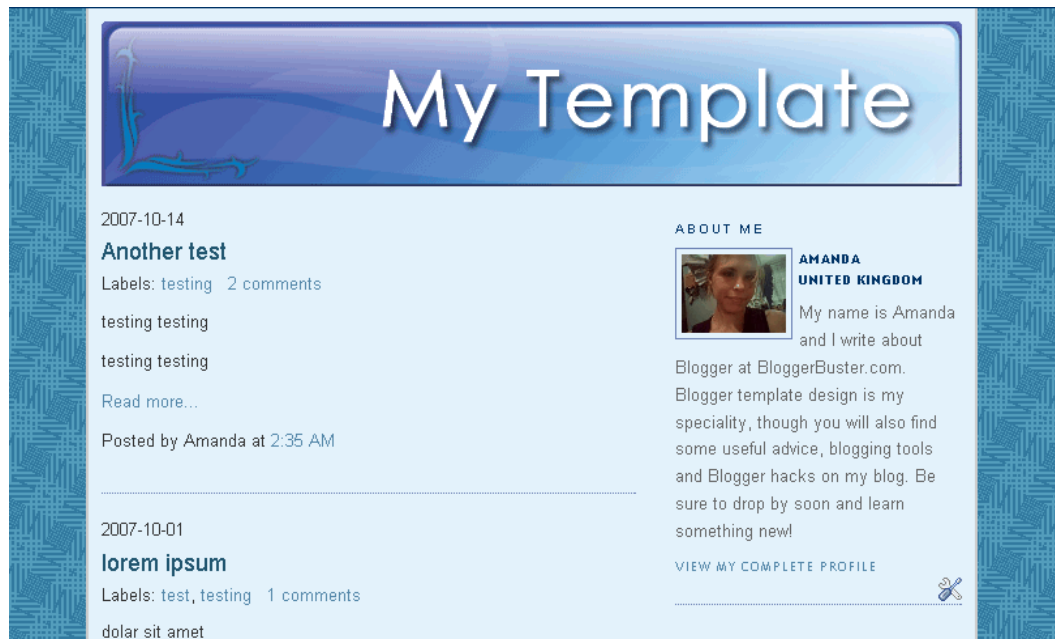 My Template
2007-10-14
Another test
Labels: testing 2 comments
testing testing
testing testing
Read more...
Posted by Amanda at 2:35 AM
2007-10-01
lorem ipsum
Labels: test, testing 1 comments
dolar sit amet
ABOUT ME
AMANDA
UNITED KINGDOM
My name is Amanda
and I write about
Blogger at BloggerBuster.com.
Blogger template design is my
speciality, though you will also find
some useful advice, blogging tools
and Blogger hacks on my blog. Be
sure to drop by soon and learn
something new!
VIEW MY COMPLETE PROFILE